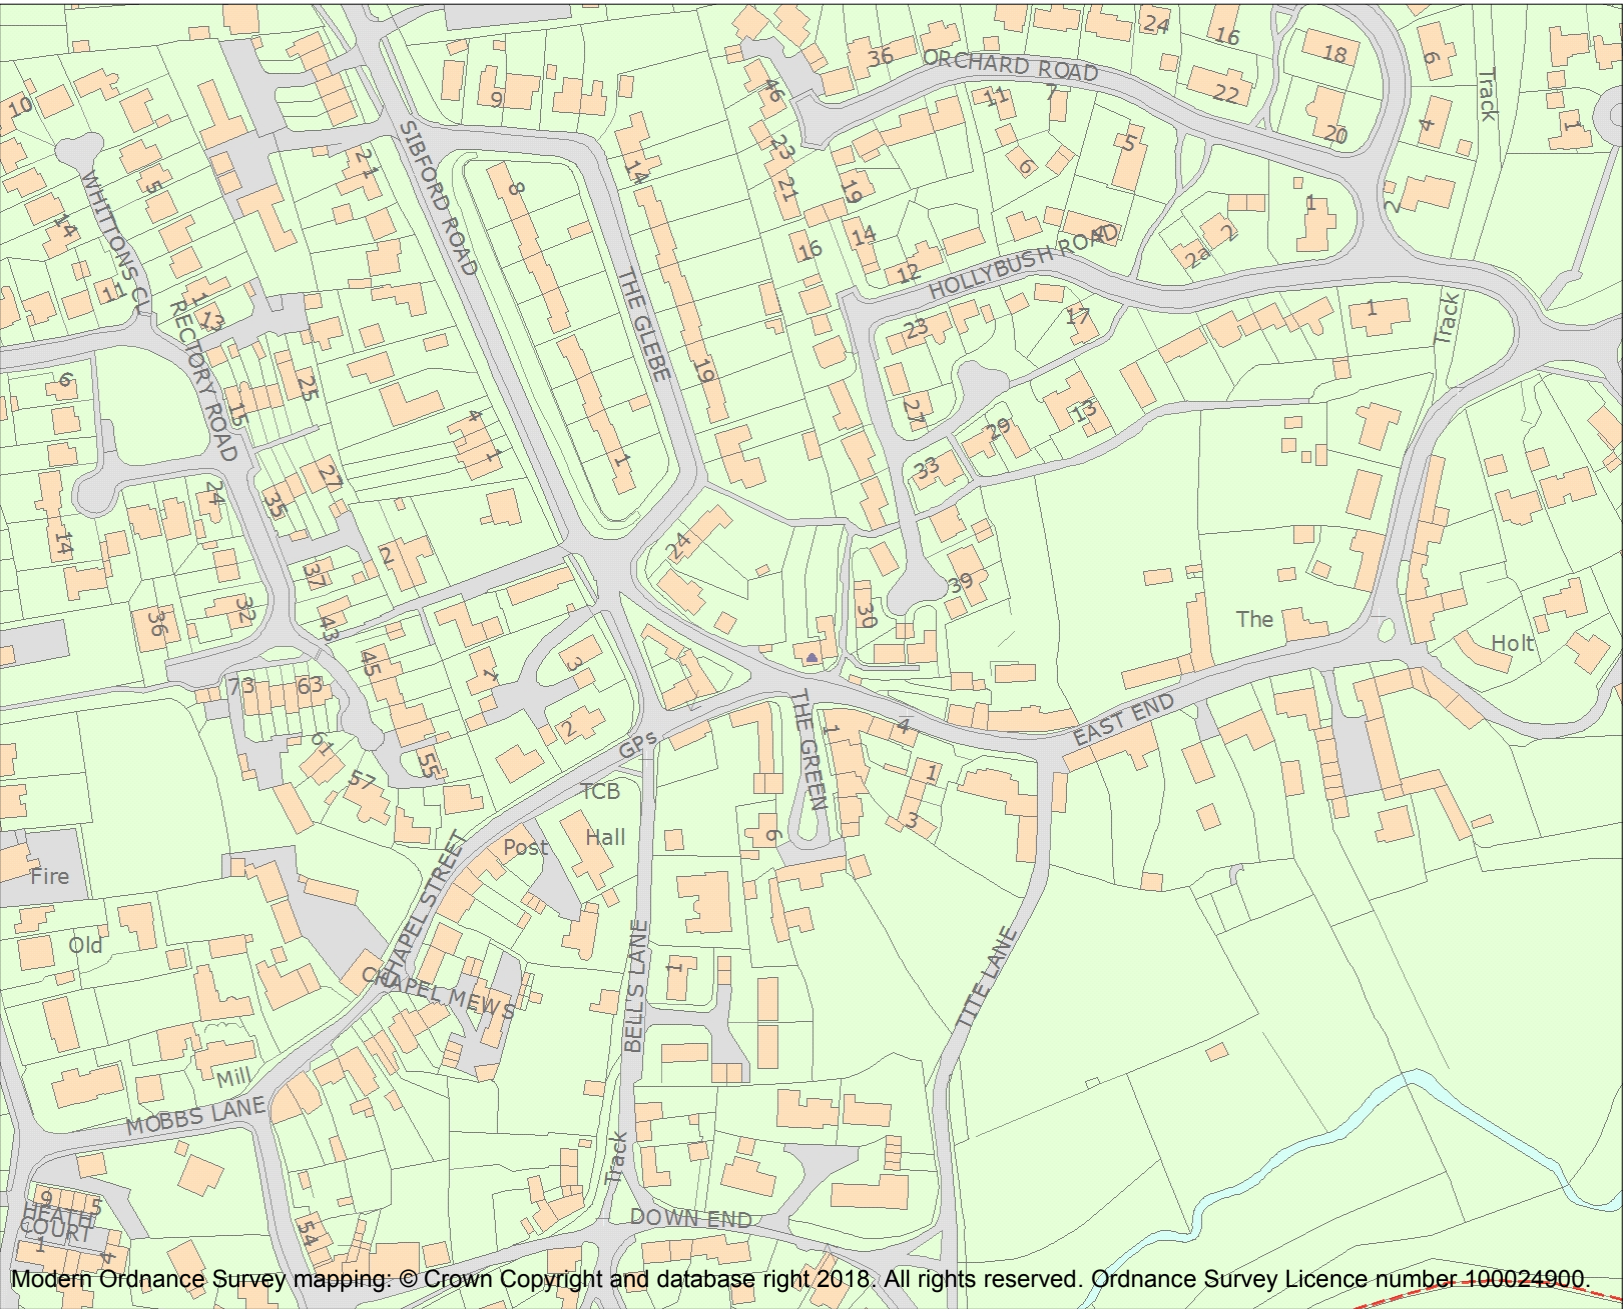 24
16
36
ORCHARD ROAD
18
6
Track
46
9
11
7
22
10
20
4
1
SIBFORD ROAD
23
5
21
14
6
WHITTONS CL
5
8
21
19
1
2
14
14
16
HOLLYBUSH ROAD
4
2
2a
12
11
1
13
THE GLEBE
23
17
1
Track
RECTORY ROAD
6
25
19
15
4
27
13
29
1
1
33
27
24
35
14
24
2
37
39
32
36
43
30
The
Holt
45
3
1
73
63
THE GREEN
EAST END
2
1
4
GPs
61
55
57
1
TCB
3
6
Hall
Post
Fire
CHAPEL STREET
Old
BELL'S LANE
1
TITE LANE
CHAPEL MEWS
Mill
MOBBS LANE
Track
9
5
HEATH
COURT
DOWN END
54
1
4
Modern Ordnance Survey mapping: © Crown Copyright and database right 2018. All rights reserved. Ordnance Survey Licence number 100024900.